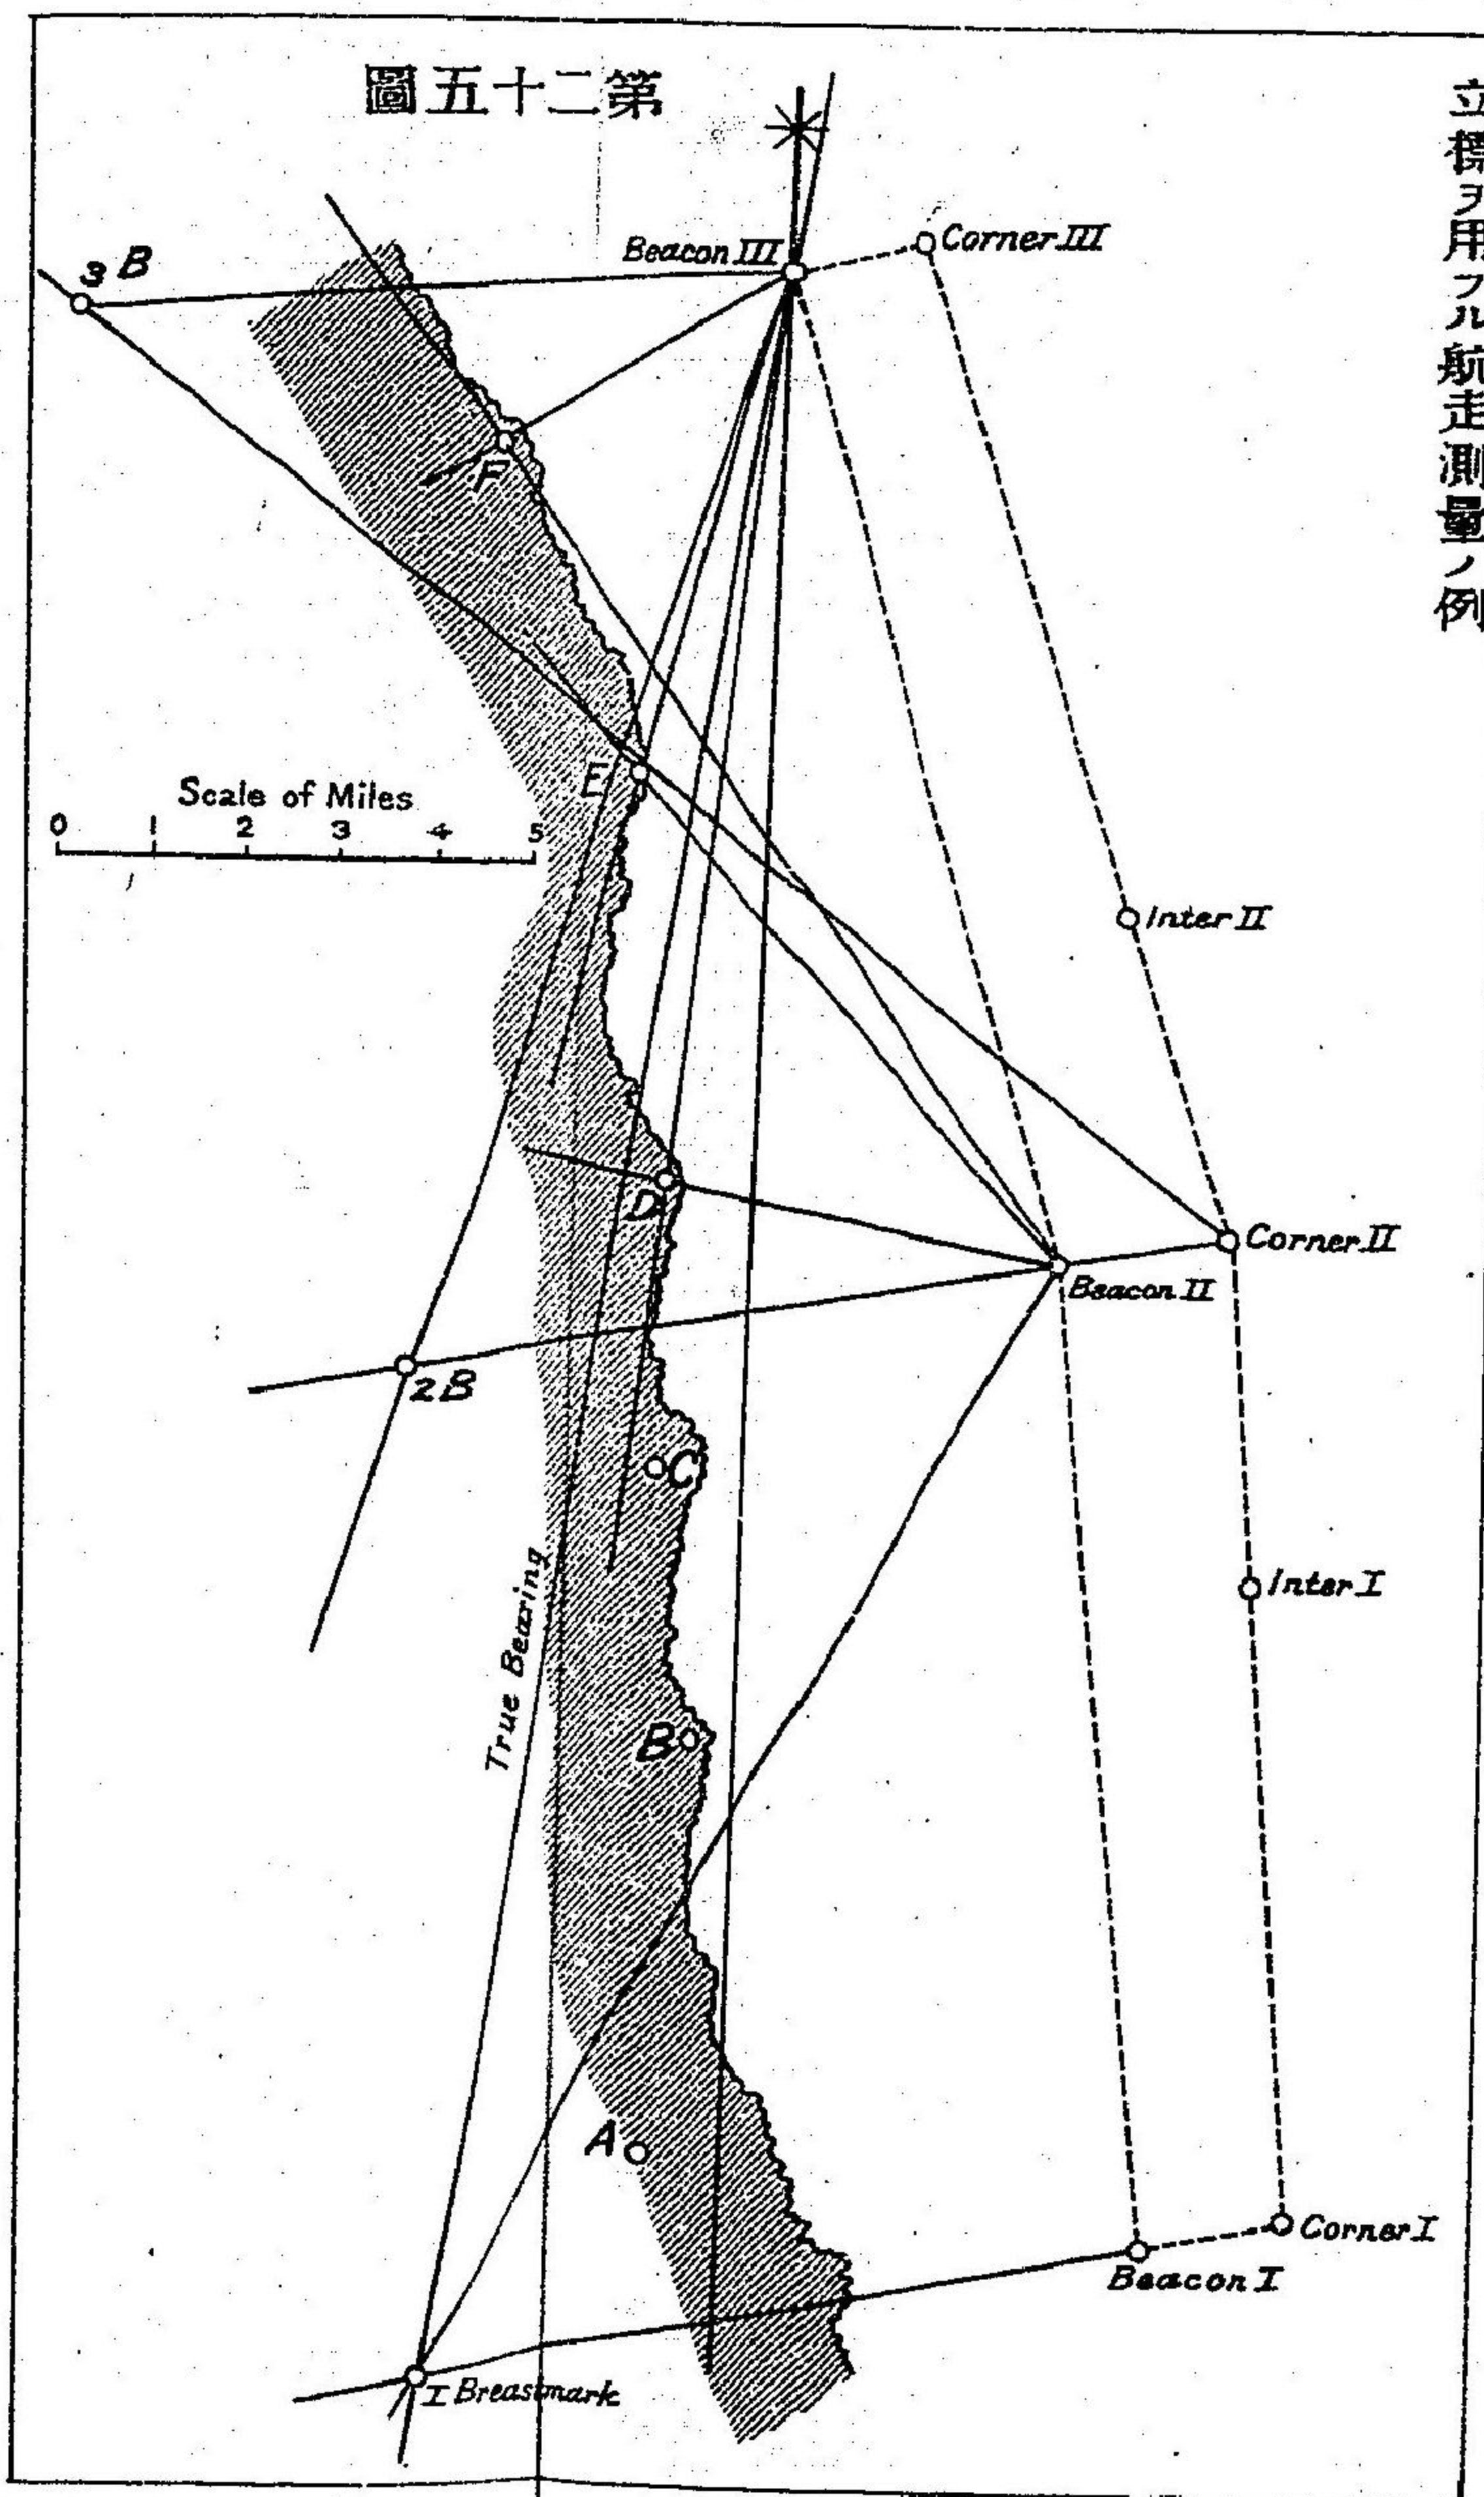 立標ヲ用フル航走測量ノ例
圖五十二第
Beacon III
Corner III
3 B
F
E
Scale of Miles
0 1 2 3 4 5
Inter II
D
Corner II
Beacon II
2B
C
Inter I
True Bearing
B
A
Corner I
Beacon I
I Breastmark